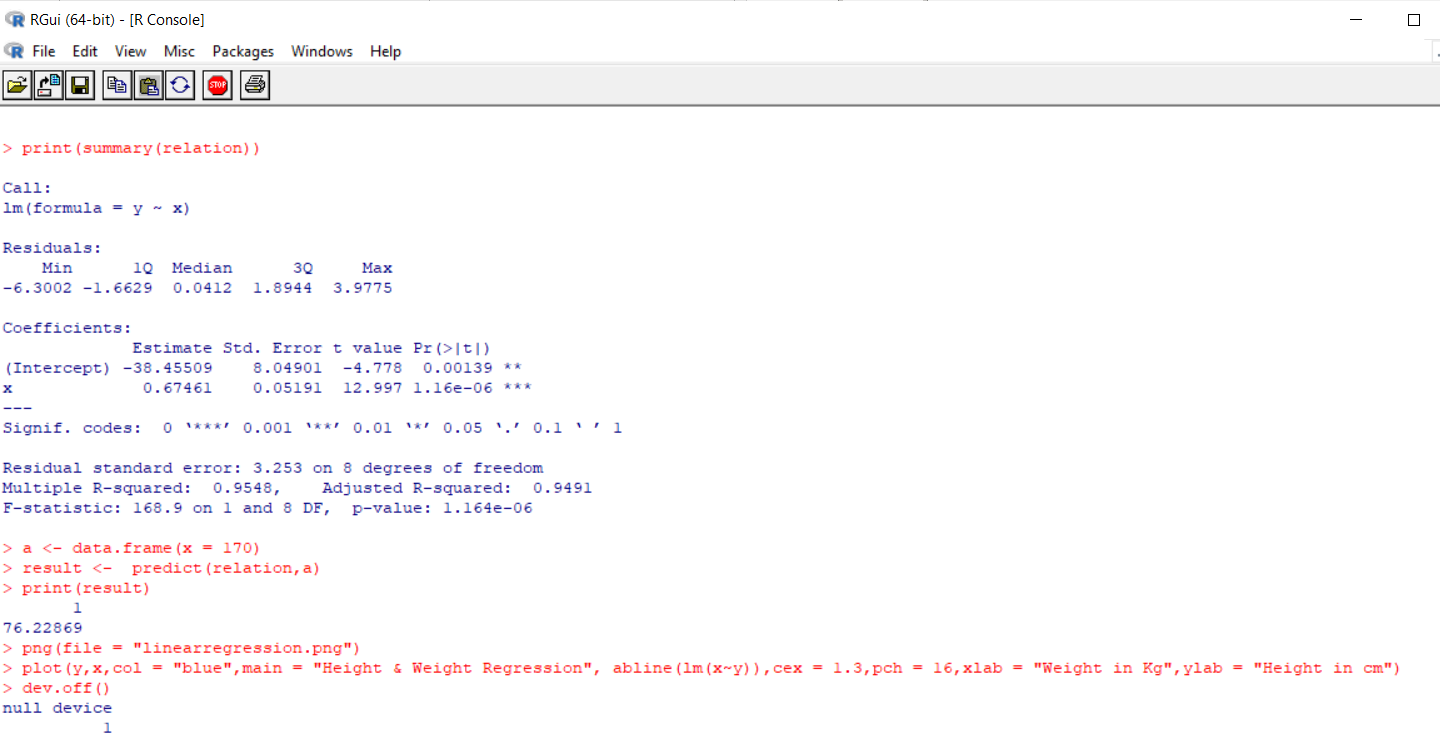 RGui (64-bit) - [R Console]
File Edit View Misc Packages Windows Help
STOP
> print(summary(relation))
Call:
lm(formula = y ~ x)
Residuals:
    Min      1Q  Median      3Q     Max
-6.3002 -1.6629  0.0412  1.8944  3.9775
Coefficients:
             Estimate Std. Error t value Pr(>|t|)
(Intercept) -38.45509    8.04901  -4.778  0.00139 **
x             0.67461    0.05191  12.997 1.16e-06 ***
---
Signif. codes:  0 ‘***’ 0.001 ‘**’ 0.01 ‘*’ 0.05 ‘.’ 0.1 ‘ ’ 1
Residual standard error: 3.253 on 8 degrees of freedom
Multiple R-squared:  0.9548,    Adjusted R-squared:  0.9491
F-statistic: 168.9 on 1 and 8 DF,  p-value: 1.164e-06
> a <- data.frame(x = 170)
> result <-  predict(relation,a)
> print(result)
       1
76.22869
> png(file = "linearregression.png")
> plot(y,x,col = "blue",main = "Height & Weight Regression", abline(lm(x~y)),cex = 1.3,pch = 16,xlab = "Weight in Kg",ylab = "Height in cm")
> dev.off()
null device
          1